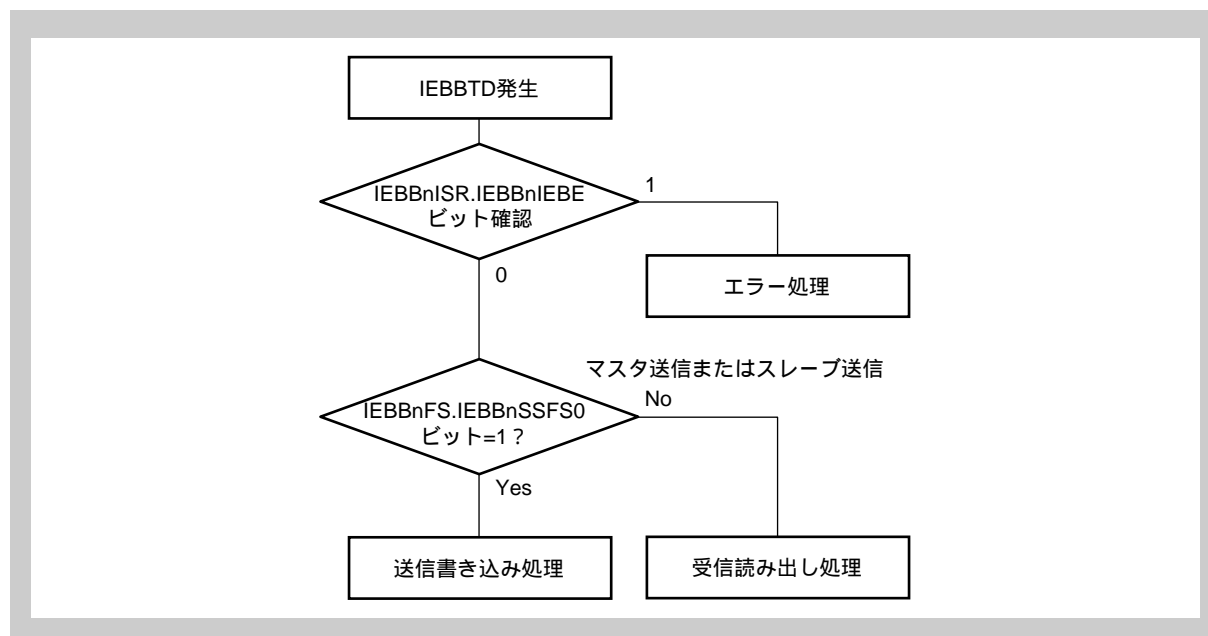 IEBBTD発生
IEBBnISR.IEBBnIEBE
ビット確認
1
エラー処理
0
マスタ送信またはスレーブ送信
IEBBnFS.IEBBnSSFS0
ビット=1？
No
Yes
送信書き込み処理
受信読み出し処理